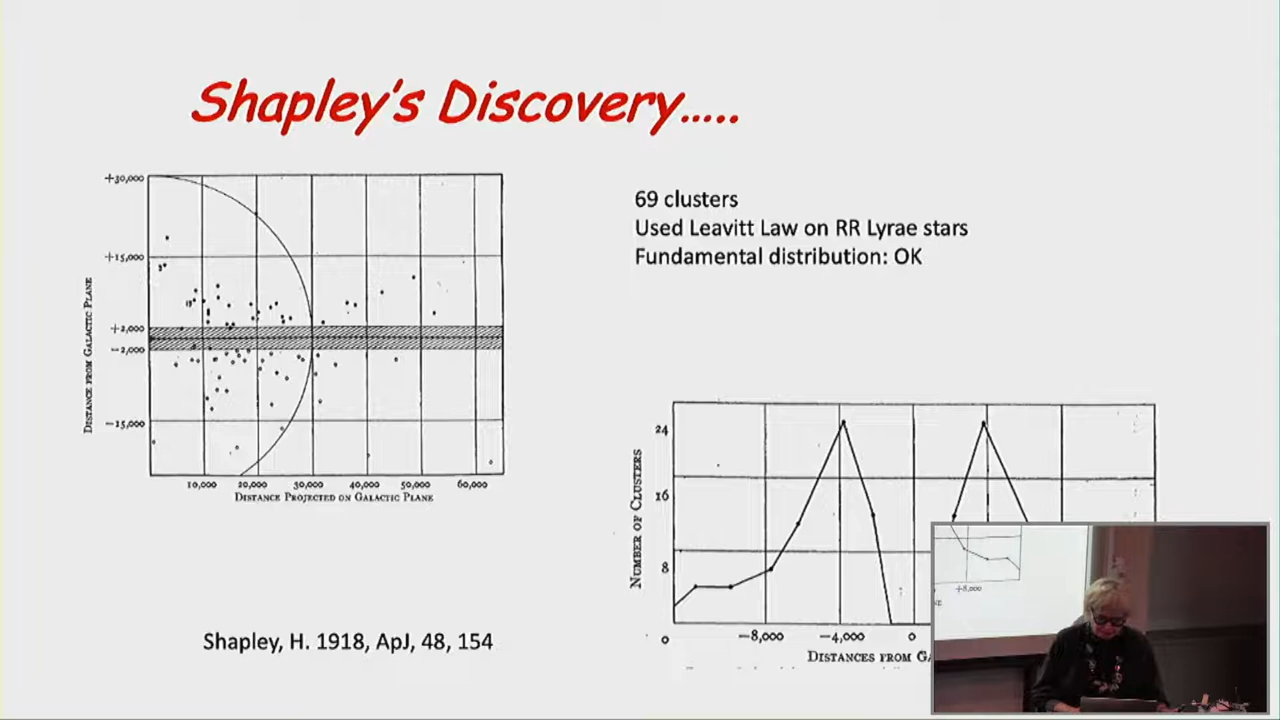 Shapley's Discovery.....
+30,000
+15,000
+2,000
−2,000
−15,000
DISTANCE FROM GALACTIC PLANE
10,000 20,000 30,000 40,000 50,000 60,000
DISTANCE PROJECTED ON GALACTIC PLANE
69 clusters
Used Leavitt Law on RR Lyrae stars
Fundamental distribution: OK
24
16
8
0
NUMBER OF CLUSTERS
−8,000 −4,000 0
DISTANCES FROM GA
+8,000
NE
Shapley, H. 1918, ApJ, 48, 154